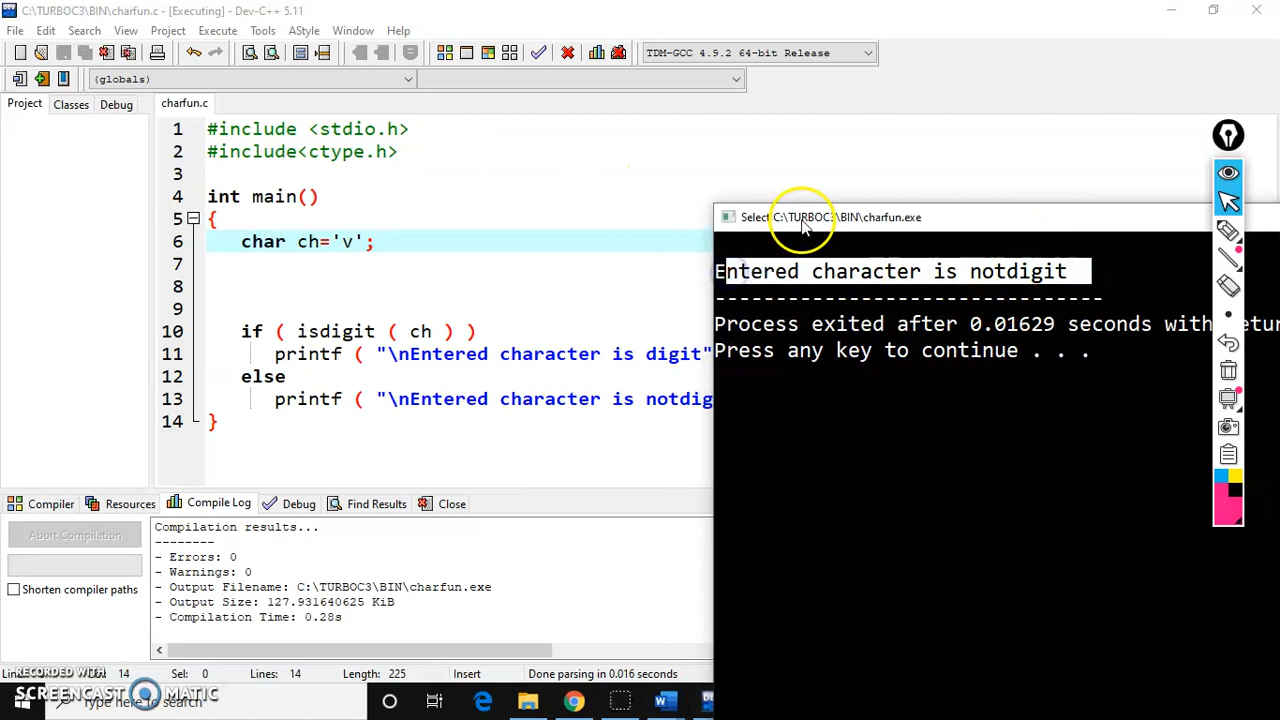 C:\TURBOC3\BIN\charfun.c - [Executing] - Dev-C++ 5.11
File Edit Search View Project Execute Tools AStyle Window Help
TDM-GCC 4.9.2 64-bit Release
(globals)
Project Classes Debug charfun.c
1 #include <stdio.h>
2 #include<ctype.h>
3
4 int main()
5 {
6 char ch='v';
7
8
9
10 if ( isdigit ( ch ) )
11 printf ( "\nEntered character is digit"
12 else
13 printf ( "\nEntered character is notdig
14 }
Select C:\TURBOC3\BIN\charfun.exe
Entered character is notdigit
--------------------------------
Process exited after 0.01629 seconds with
Press any key to continue . . .
Compiler Resources Compile Log Debug Find Results Close
Abort Compilation
Shorten compiler paths
Compilation results...
--------
- Errors: 0
- Warnings: 0
- Output Filename: C:\TURBOC3\BIN\charfun.exe
- Output Size: 127.931640625 KiB
- Compilation Time: 0.28s
14 Sel: 0 Lines: 14 Length: 225 Insert Done parsing in 0.016 seconds
RECORDED WITH
SCREENCAST MATIC
Type here to search